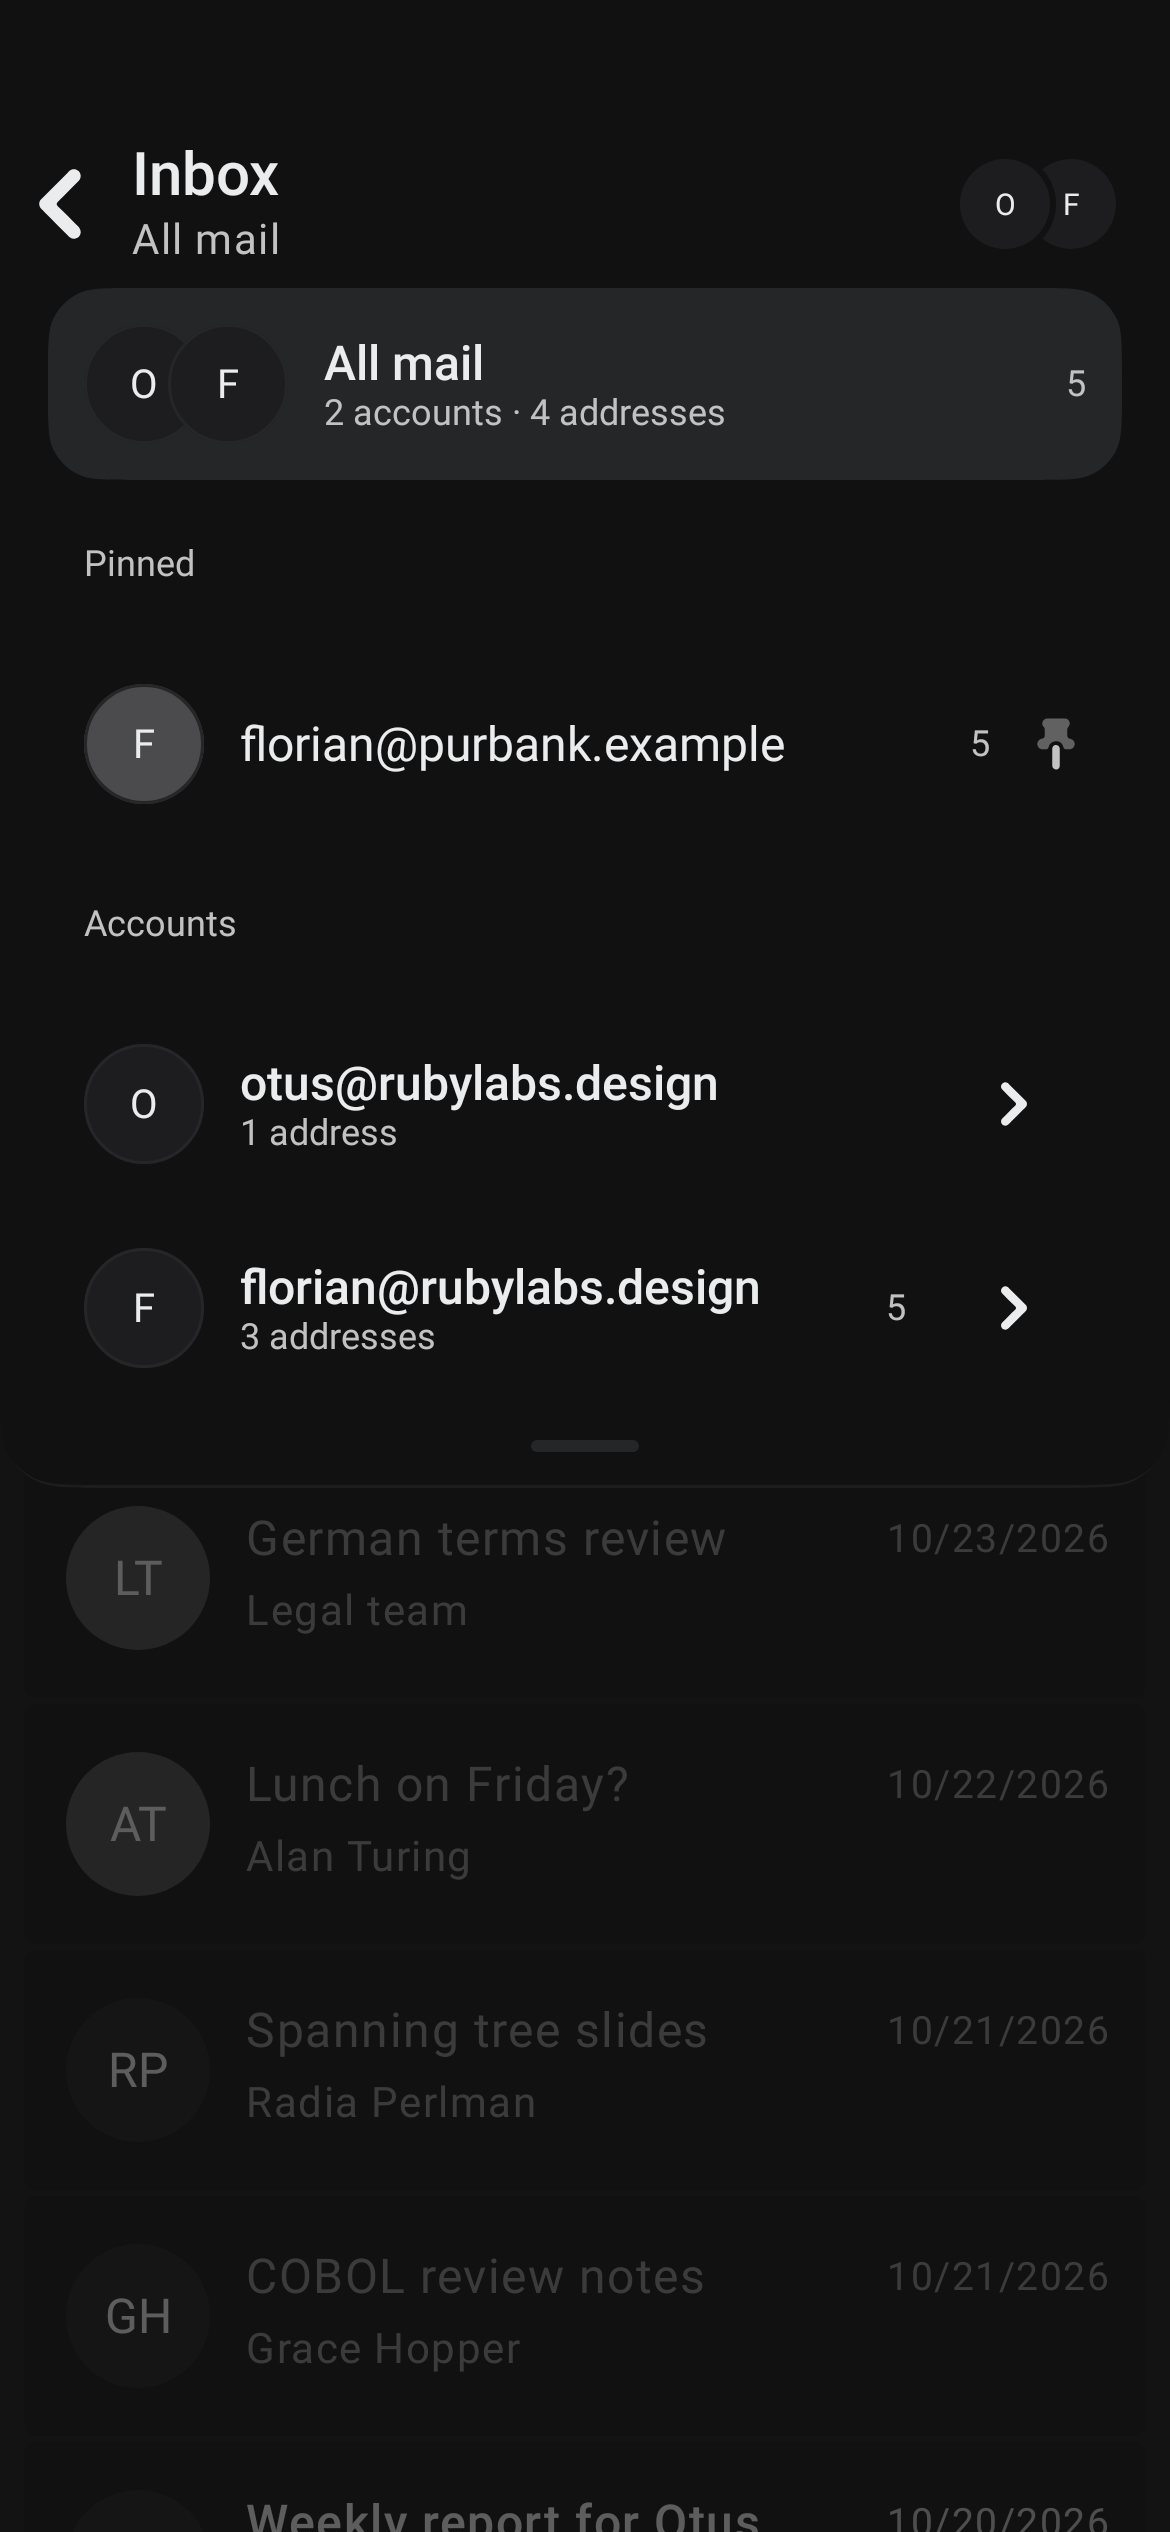 Inbox
All mail
O F
O F
All mail
2 accounts · 4 addresses
5
Pinned
F
florian@purbank.example
5
Accounts
O
otus@rubylabs.design
1 address
F
florian@rubylabs.design
3 addresses
5
LT
German terms review
10/23/2026
Legal team
AT
Lunch on Friday?
10/22/2026
Alan Turing
RP
Spanning tree slides
10/21/2026
Radia Perlman
GH
COBOL review notes
10/21/2026
Grace Hopper
Weekly report for Otus
10/20/2026